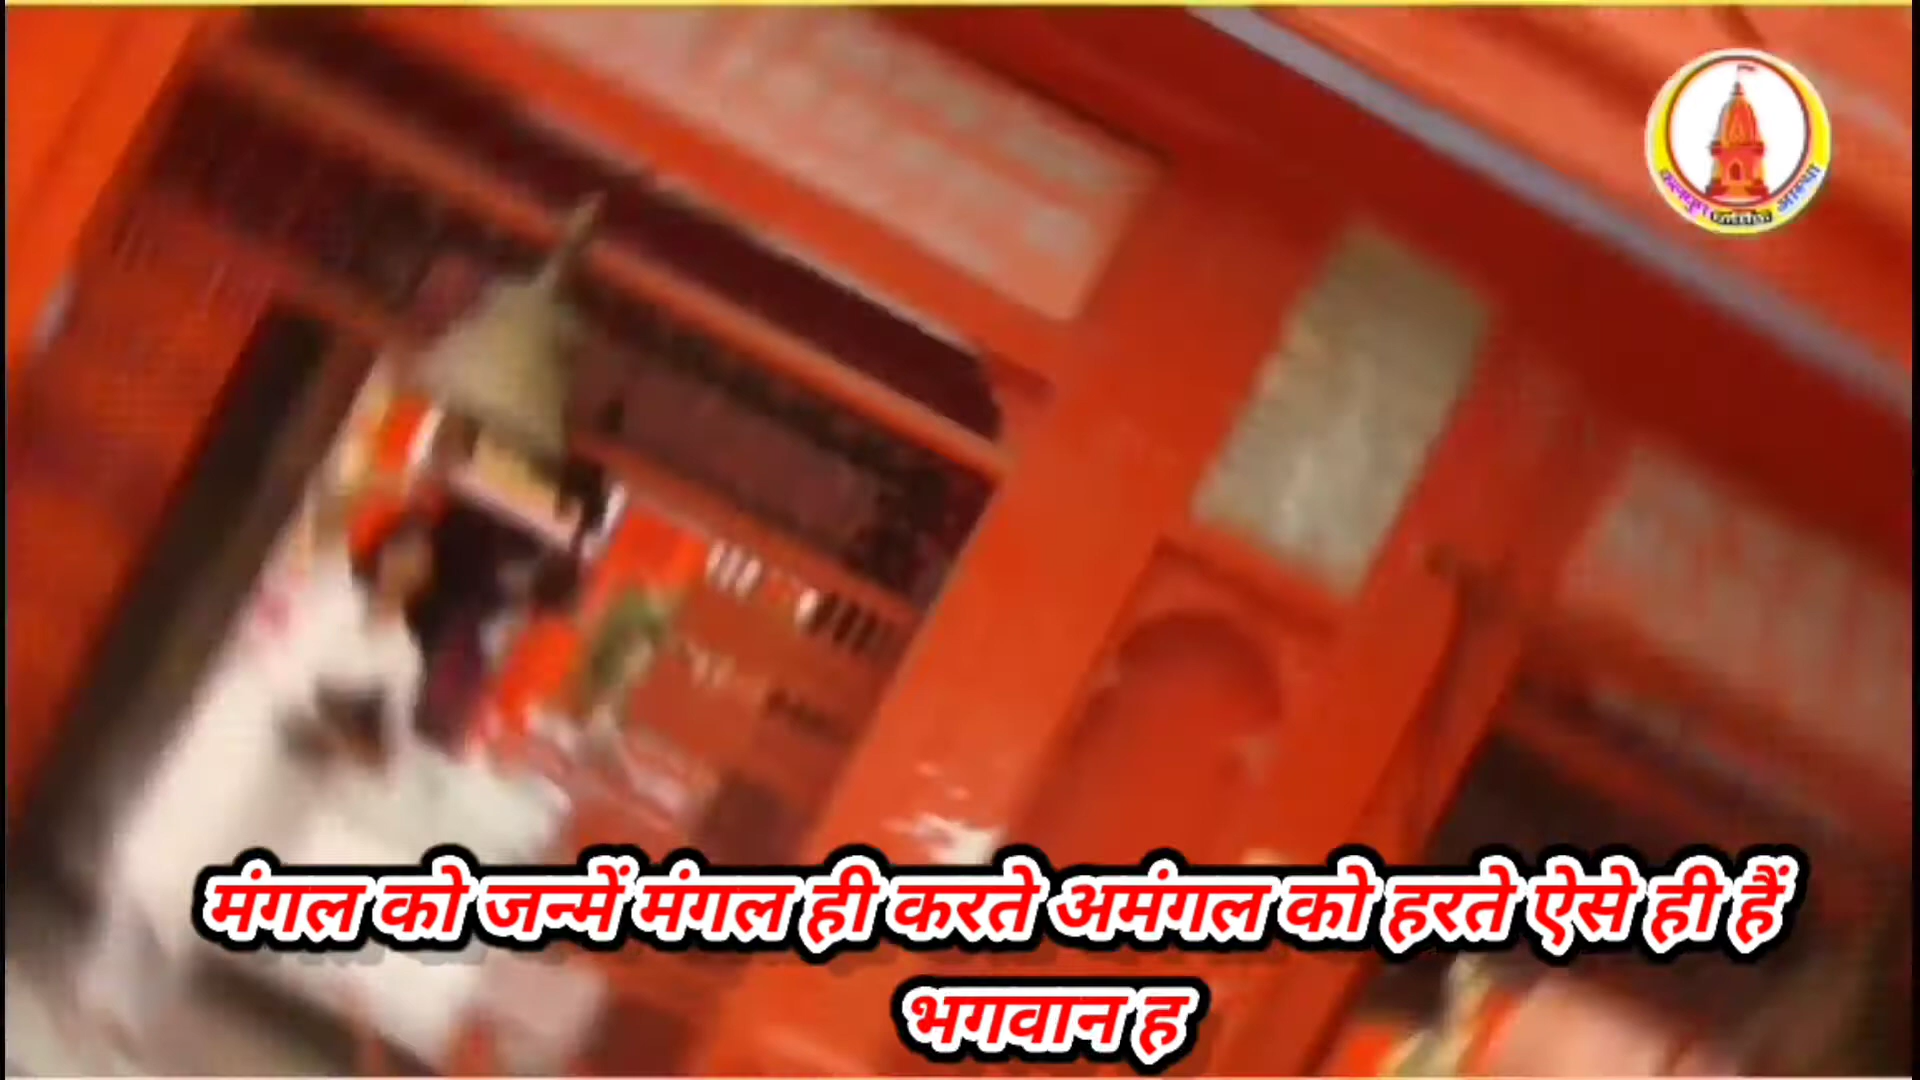 मंगल को जन्में मंगल ही करते अमंगल को हरते ऐसे ही हैं
भगवान ह